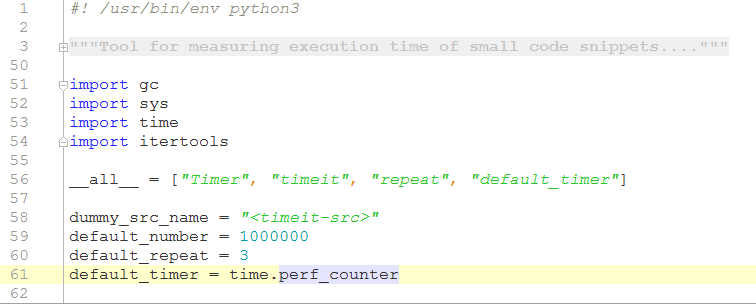 1 #! /usr/bin/env python3
2
3 """Tool for measuring execution time of small code snippets...."""
50
51 import gc
52 import sys
53 import time
54 import itertools
55
56 __all__ = ["Timer", "timeit", "repeat", "default_timer"]
57
58 dummy_src_name = "<timeit-src>"
59 default_number = 1000000
60 default_repeat = 3
61 default_timer = time.perf_counter
62